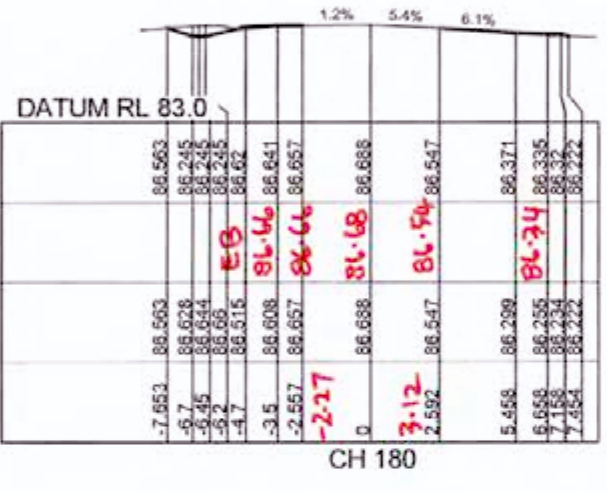 1.2% 5.4% 6.1%
DATUM RL 83.0
86.563 86.245 86.245 86.245 86.62 86.641 86.657 86.688 86.547 86.371 86.335 86.32 86.222
EB 86.66 86.66 86.68 86.54 86.34
86.563 86.628 86.644 86.66 86.515 86.608 86.657 86.688 86.547 86.299 86.255 86.234 86.222
-7.653 -6.7 -6.45 -6.2 -4.7 -3.5 -2.557 -2.27 0 3.12 2.592 5.458 6.658 7.158 7.454
CH 180